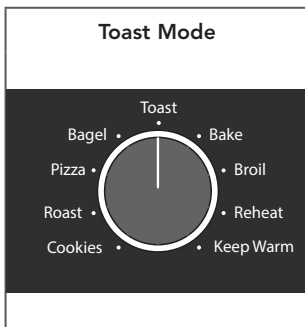 Toast Mode
Toast
Bagel
Bake
Pizza
Broil
Roast
Reheat
Cookies
Keep Warm